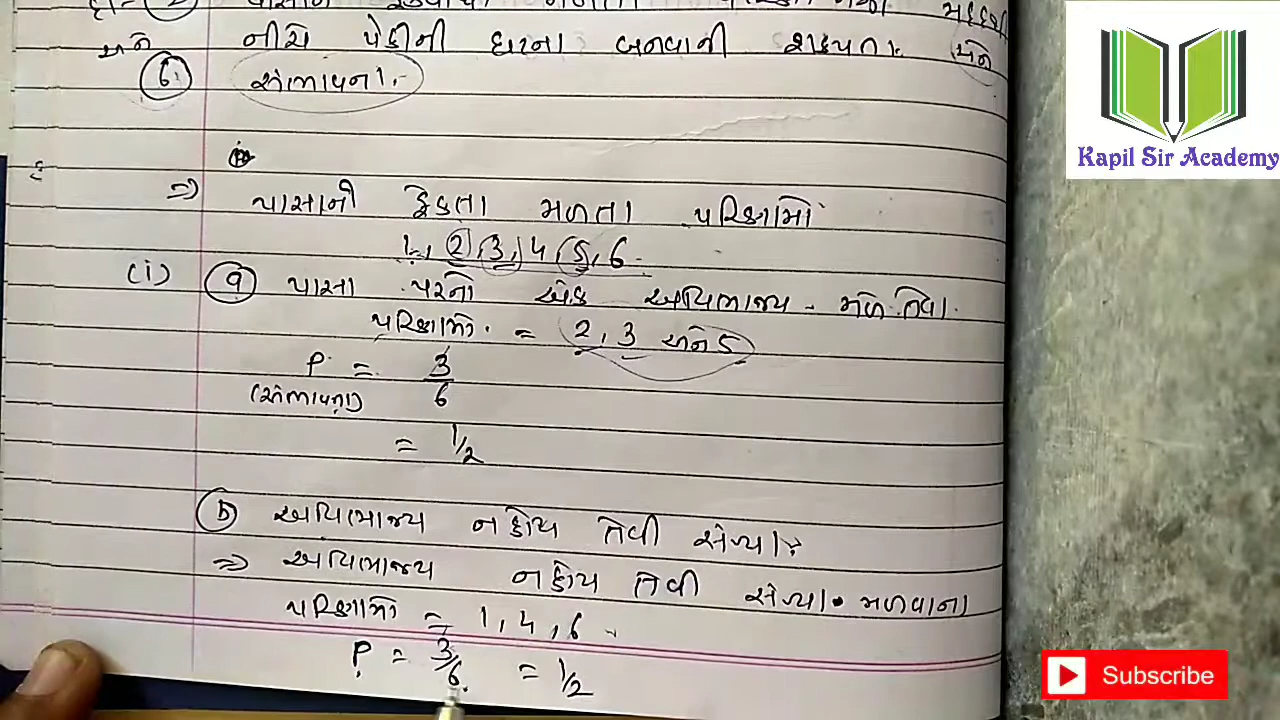 નીચે પૈકીની ઘટના બનવાની શક્યતા અને
સંભાવના.
⇒ પાસાને ફેંકતા મળતા પરિણામો
1, 2, 3, 4, 5, 6.
(i) a પાસા પરનો એક અવિભાજ્ય મળે તેવા
પરિણામો = 2, 3 અને 5
P = 3/6
(સંભાવના)
= 1/2
b અવિભાજ્ય ન હોય તેવી સંખ્યા:
⇒ અવિભાજ્ય ન હોય તેવી સંખ્યા મળવાના
પરિણામો = 1, 4, 6
P = 3/6 = 1/2
Kapil Sir Academy
Subscribe